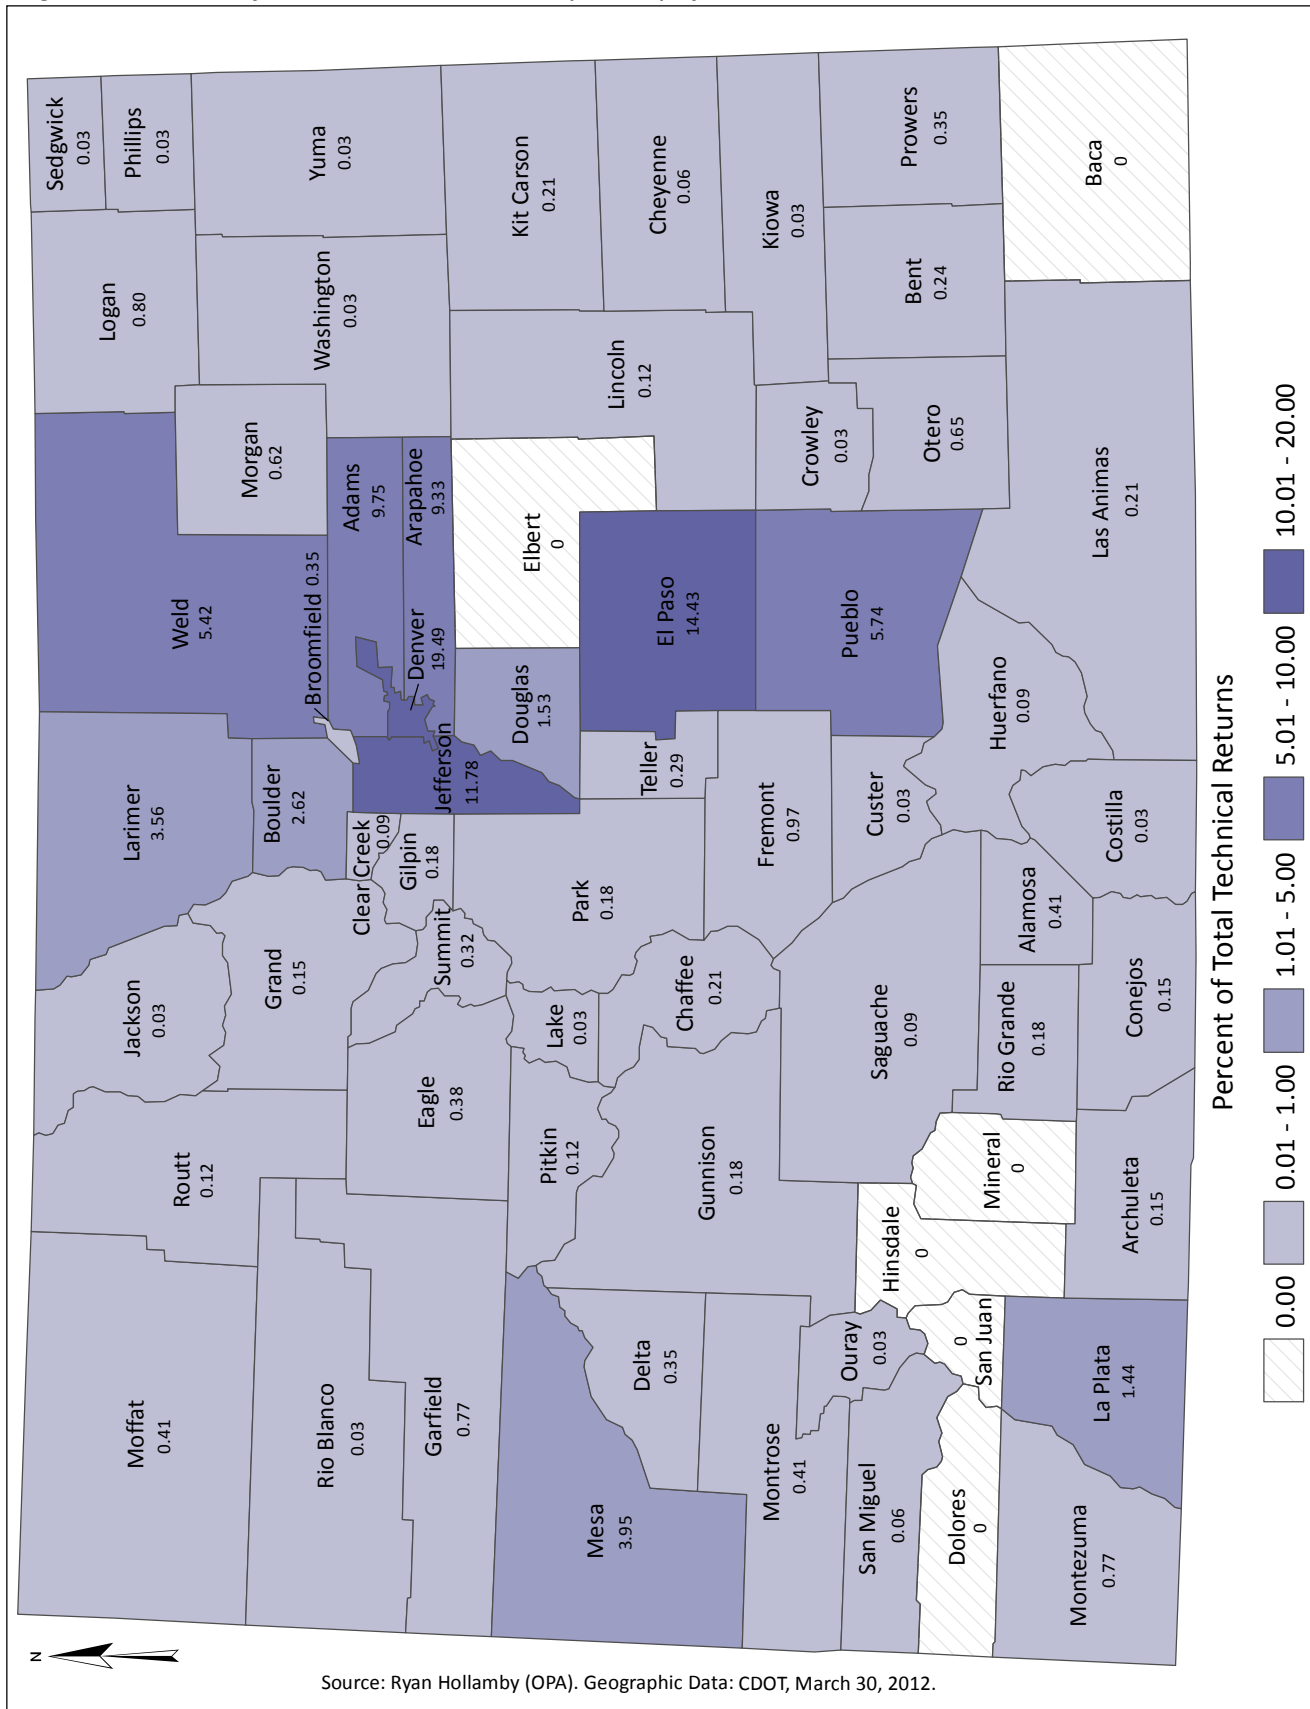 N
Moffat
0.41
Routt
0.12
Jackson
0.03
Larimer
3.56
Weld
5.42
Logan
0.80
Sedgwick
0.03
Phillips
0.03
Rio Blanco
0.03
Grand
0.15
Boulder
2.62
Broomfield 0.35
Morgan
0.62
Washington
0.03
Yuma
0.03
Garfield
0.77
Eagle
0.38
Summit
0.32
Clear Creek
0.09
Gilpin
0.18
Jefferson
11.78
Denver
19.49
Adams
9.75
Arapahoe
9.33
Mesa
3.95
Pitkin
0.12
Lake
0.03
Park
0.18
Douglas
1.53
Elbert
0
Lincoln
0.12
Kit Carson
0.21
Delta
0.35
Gunnison
0.18
Chaffee
0.21
Teller
0.29
El Paso
14.43
Cheyenne
0.06
Montrose
0.41
Ouray
0.03
Fremont
0.97
Pueblo
5.74
Crowley
0.03
Kiowa
0.03
San Miguel
0.06
Hinsdale
0
Saguache
0.09
Custer
0.03
Otero
0.65
Bent
0.24
Prowers
0.35
Dolores
0
San Juan
0
Mineral
0
Rio Grande
0.18
Alamosa
0.41
Huerfano
0.09
Las Animas
0.21
Baca
0
Montezuma
0.77
La Plata
1.44
Archuleta
0.15
Conejos
0.15
Costilla
0.03
Percent of Total Technical Returns
0.00
0.01 - 1.00
1.01 - 5.00
5.01 - 10.00
10.01 - 20.00
Source: Ryan Hollamby (OPA). Geographic Data: CDOT, March 30, 2012.